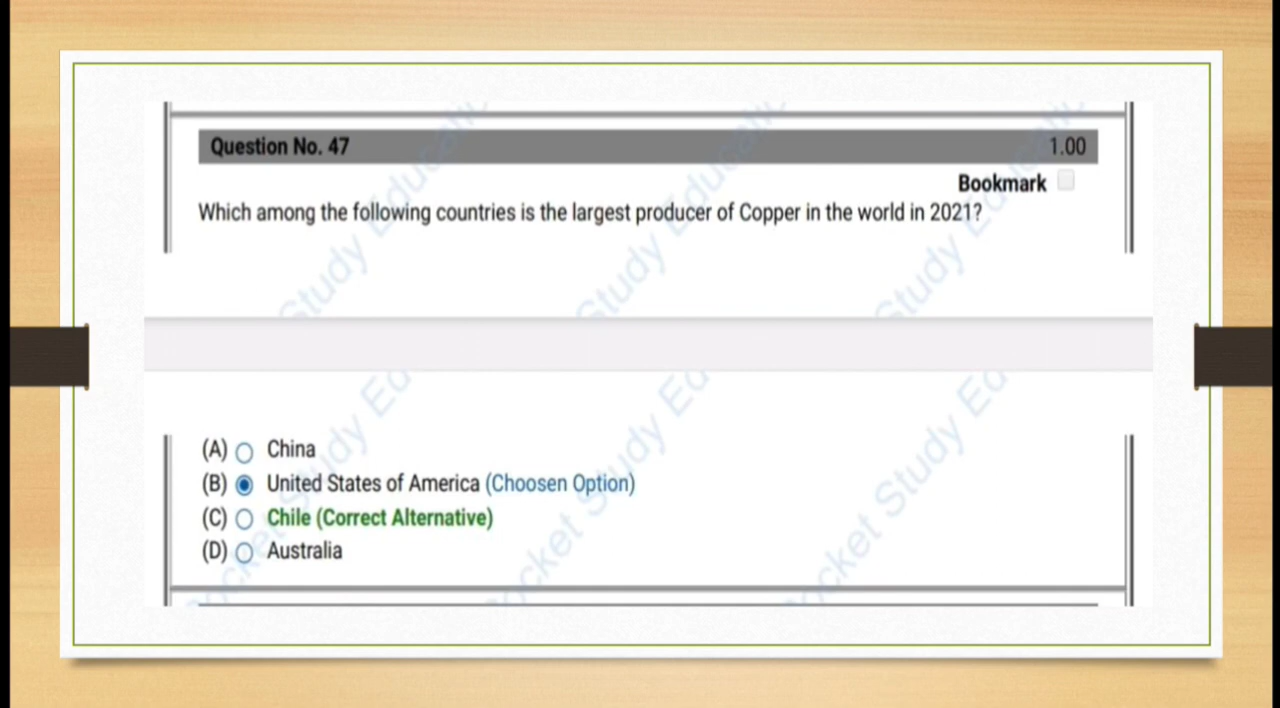 Question No. 47 1.00
Bookmark
Which among the following countries is the largest producer of Copper in the world in 2021?
(A) China
(B) United States of America (Choosen Option)
(C) Chile (Correct Alternative)
(D) Australia